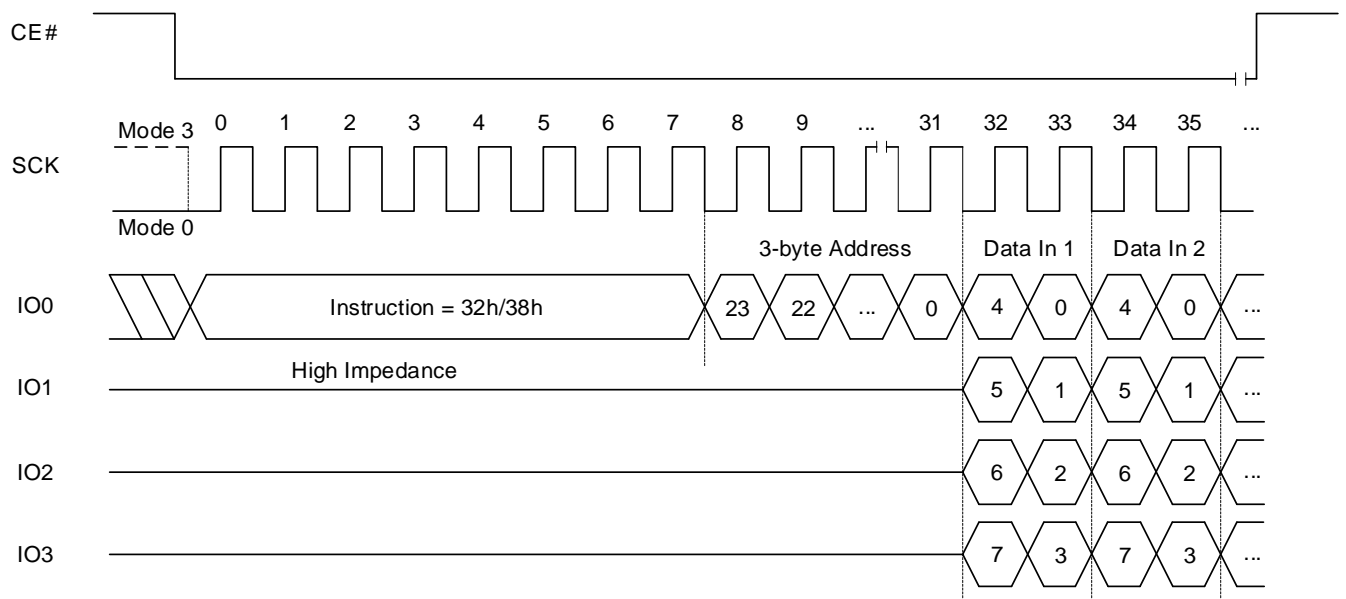 CE#
Mode 3 0 1 2 3 4 5 6 7 8 9 ... 31 32 33 34 35 ...
SCK
Mode 0
3-byte Address Data In 1 Data In 2
IO0 Instruction = 32h/38h 23 22 ... 0 4 0 4 0 ...
High Impedance
IO1 5 1 5 1 ...
IO2 6 2 6 2 ...
IO3 7 3 7 3 ...